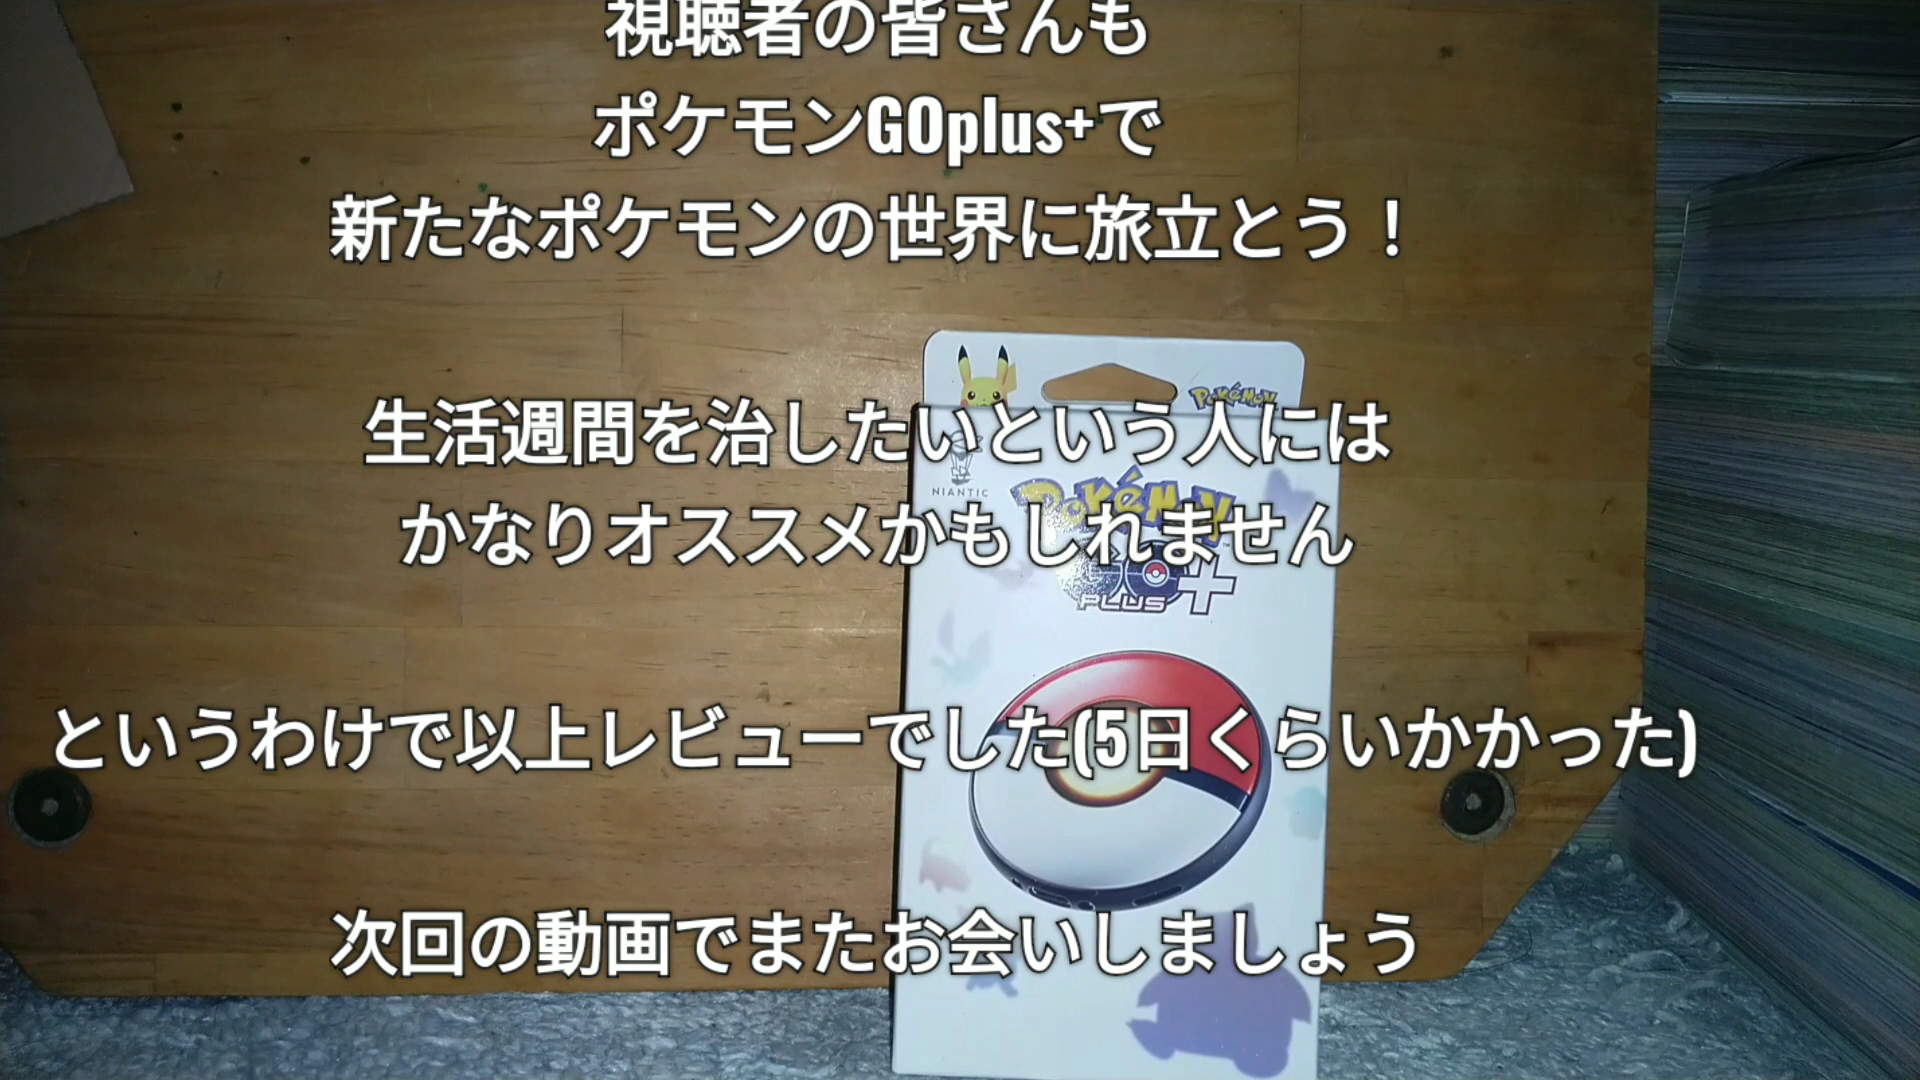 視聴者の皆さんも
ポケモンGOplus+で
新たなポケモンの世界に旅立とう！
Pokémon
生活週間を治したいという人には
NIANTIC
Pokémon
かなりオススメかもしれません
GO
PLUS+
というわけで以上レビューでした(5日くらいかかった)
次回の動画でまたお会いしましょう